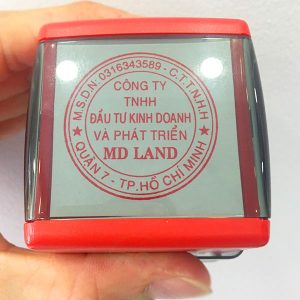 M.S.D.N: 0316343589 - C.T.T.N.H.H
CÔNG TY
TNHH
ĐẦU TƯ KINH DOANH
VÀ PHÁT TRIỂN
MD LAND
★ QUẬN 7 - TP.HỒ CHÍ MINH ★